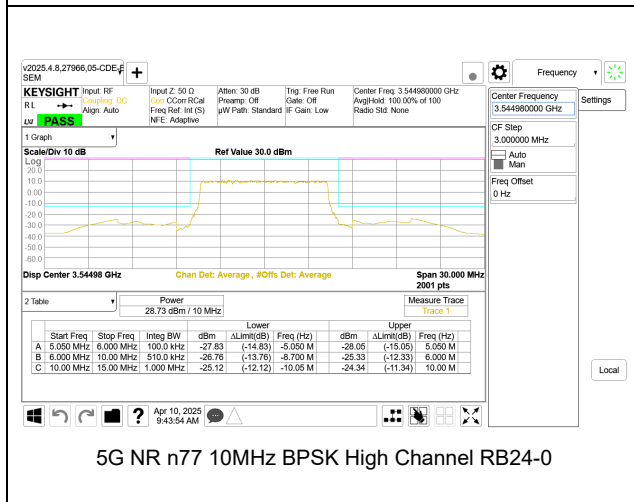 v2025.4.8,27966,05-CDE-F
SEM
Frequency
KEYSIGHT
RL
LXI
PASS
Input: RF
Coupling: DC
Align: Auto
Input Z: 50 Ω
Corr CCorr RCal
Freq Ref: Int (S)
NFE: Adaptive
Atten: 30 dB
Preamp: Off
µW Path: Standard
Trig: Free Run
Gate: Off
IF Gain: Low
Center Freq: 3.544980000 GHz
Avg|Hold: 100.00% of 100
Radio Std: None
Center Frequency
3.544980000 GHz
Settings
CF Step
3.000000 MHz
Auto
Man
Freq Offset
0 Hz
1 Graph
Scale/Div 10 dB
Ref Value 30.0 dBm
Log
20.0
10.0
0.00
-10.0
-20.0
-30.0
-40.0
-50.0
-60.0
Disp Center 3.54498 GHz
Chan Det: Average, #Offs Det: Average
Span 30.000 MHz
2001 pts
2 Table
Power
28.73 dBm / 10 MHz
Measure Trace
Trace 1
Lower Upper
Start Freq Stop Freq Integ BW dBm ΔLimit(dB) Freq (Hz) dBm ΔLimit(dB) Freq (Hz)
A 5.050 MHz 6.000 MHz 100.0 kHz -27.83 (-14.83) -5.050 M -28.05 (-15.05) 5.050 M
B 6.000 MHz 10.00 MHz 510.0 kHz -26.76 (-13.76) -8.700 M -25.33 (-12.33) 6.000 M
C 10.00 MHz 15.00 MHz 1.000 MHz -25.12 (-12.12) -10.05 M -24.34 (-11.34) 10.00 M
Local
Apr 10, 2025
9:43:54 AM
5G NR n77 10MHz BPSK High Channel RB24-0